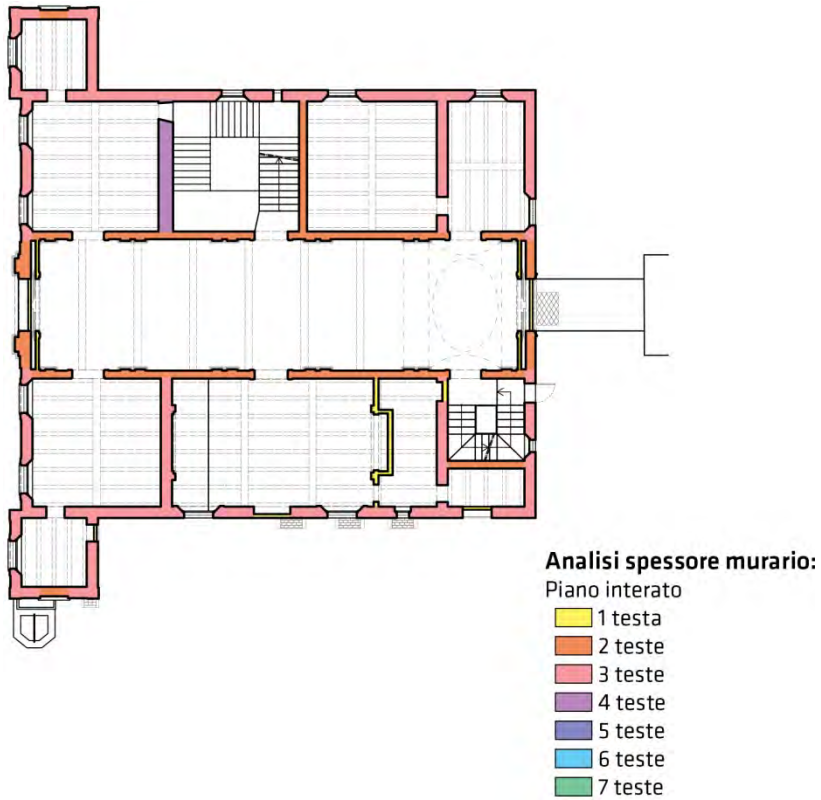 Analisi spessore murario:
Piano interato
1 testa
2 teste
3 teste
4 teste
5 teste
6 teste
7 teste